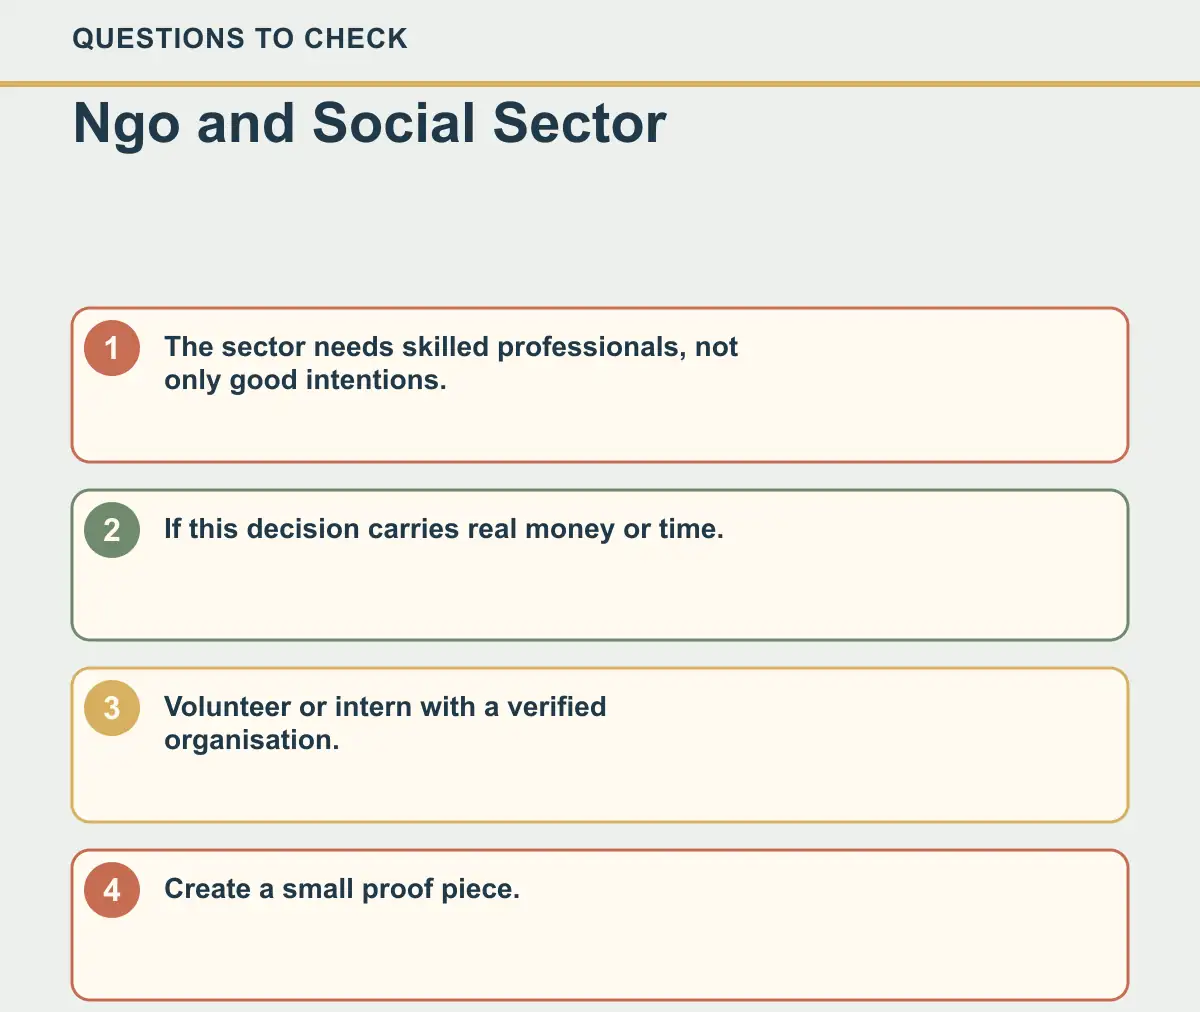 QUESTIONS TO CHECK
Ngo and Social Sector
1
The sector needs skilled professionals, not
only good intentions.
2
If this decision carries real money or time.
3
Volunteer or intern with a verified
organisation.
4
Create a small proof piece.